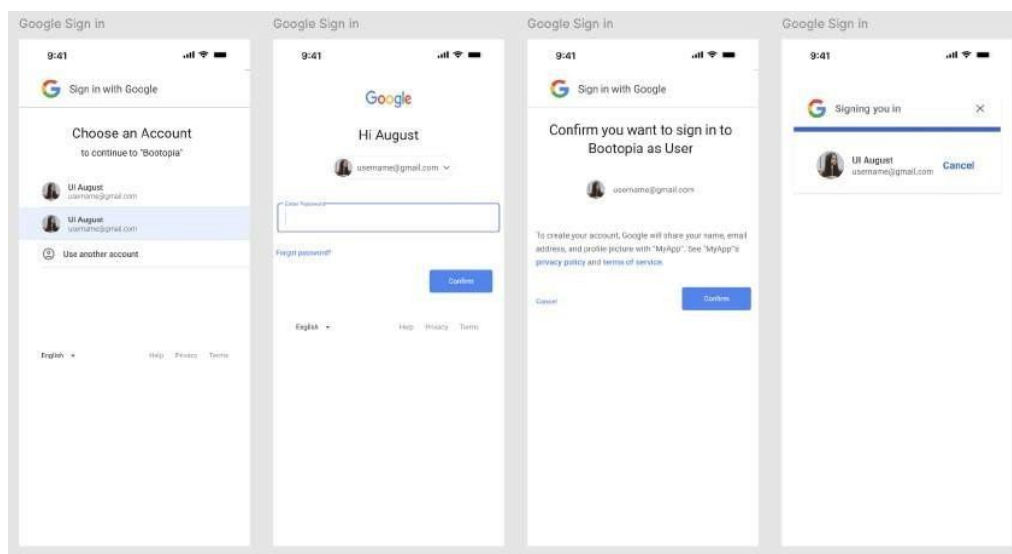 Google Sign in
9:41
Sign in with Google
Choose an Account
to continue to "Bootopia"
UI August
username@gmail.com
UI August
username@gmail.com
Use another account
English
Help Privacy Terms
Google Sign in
9:41
Google
Hi August
username@gmail.com
Enter Password
Forgot password?
Confirm
English
Help Privacy Terms
Google Sign in
9:41
Sign in with Google
Confirm you want to sign in to
Bootopia as User
username@gmail.com
To create your account, Google will share your name, email
address, and profile picture with "MyApp". See "MyApp"s
privacy policy and terms of service.
Cancel
Confirm
Google Sign in
9:41
Signing you in
UI August
username@gmail.com
Cancel